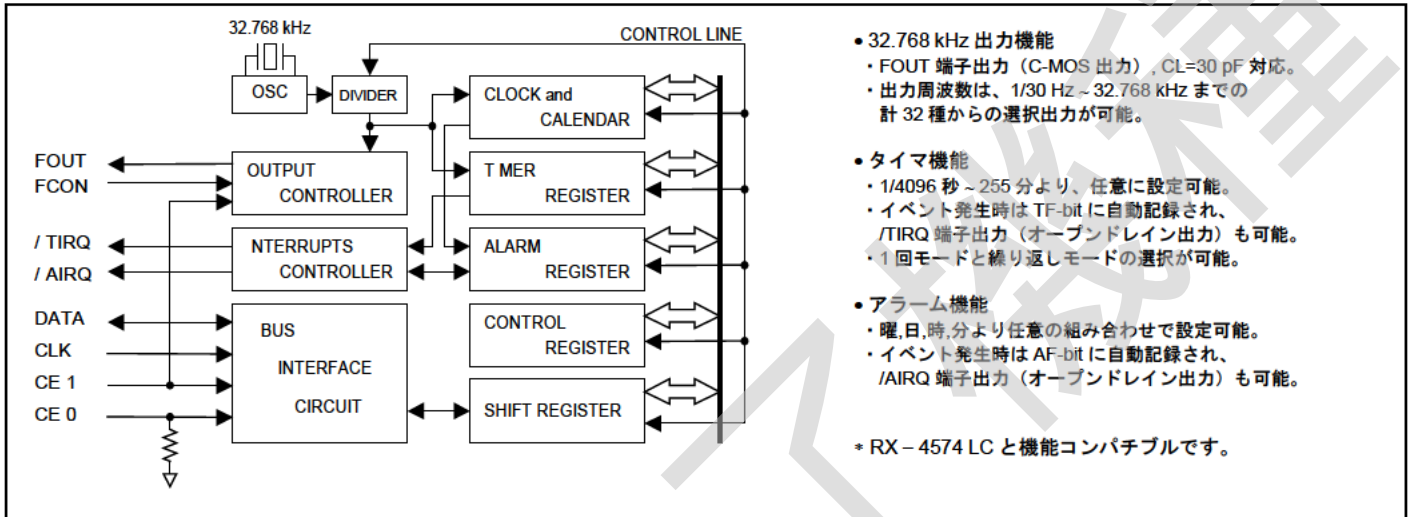 32.768 kHz
CONTROL LINE
OSC
DIVIDER
CLOCK and
CALENDAR
FOUT
FCON
OUTPUT
CONTROLLER
T MER
REGISTER
/ TIRQ
/ AIRQ
NTERRUPTS
CONTROLLER
ALARM
REGISTER
DATA
CLK
CE 1
CE 0
BUS
INTERFACE
CIRCUIT
CONTROL
REGISTER
SHIFT REGISTER
• 32.768 kHz 出力機能
・FOUT 端子出力（C-MOS 出力）, CL=30 pF 対応。
・出力周波数は、1/30 Hz ~ 32.768 kHz までの
計 32 種からの選択出力が可能。
• タイマ機能
・1/4096 秒 ~ 255 分より、任意に設定可能。
・イベント発生時は TF-bit に自動記録され、
/TIRQ 端子出力（オープンドレイン出力）も可能。
・1 回モードと繰り返しモードの選択が可能。
• アラーム機能
・曜,日,時,分より任意の組み合わせで設定可能。
・イベント発生時は AF-bit に自動記録され、
/AIRQ 端子出力（オープンドレイン出力）も可能。
* RX – 4574 LC と機能コンパチブルです。
機種